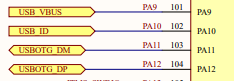 USB_VBUS PA9 101 PA9
USB_ID PA10 102 PA10
USBOTG_DM PA11 103 PA11
USBOTG_DP PA12 104 PA12